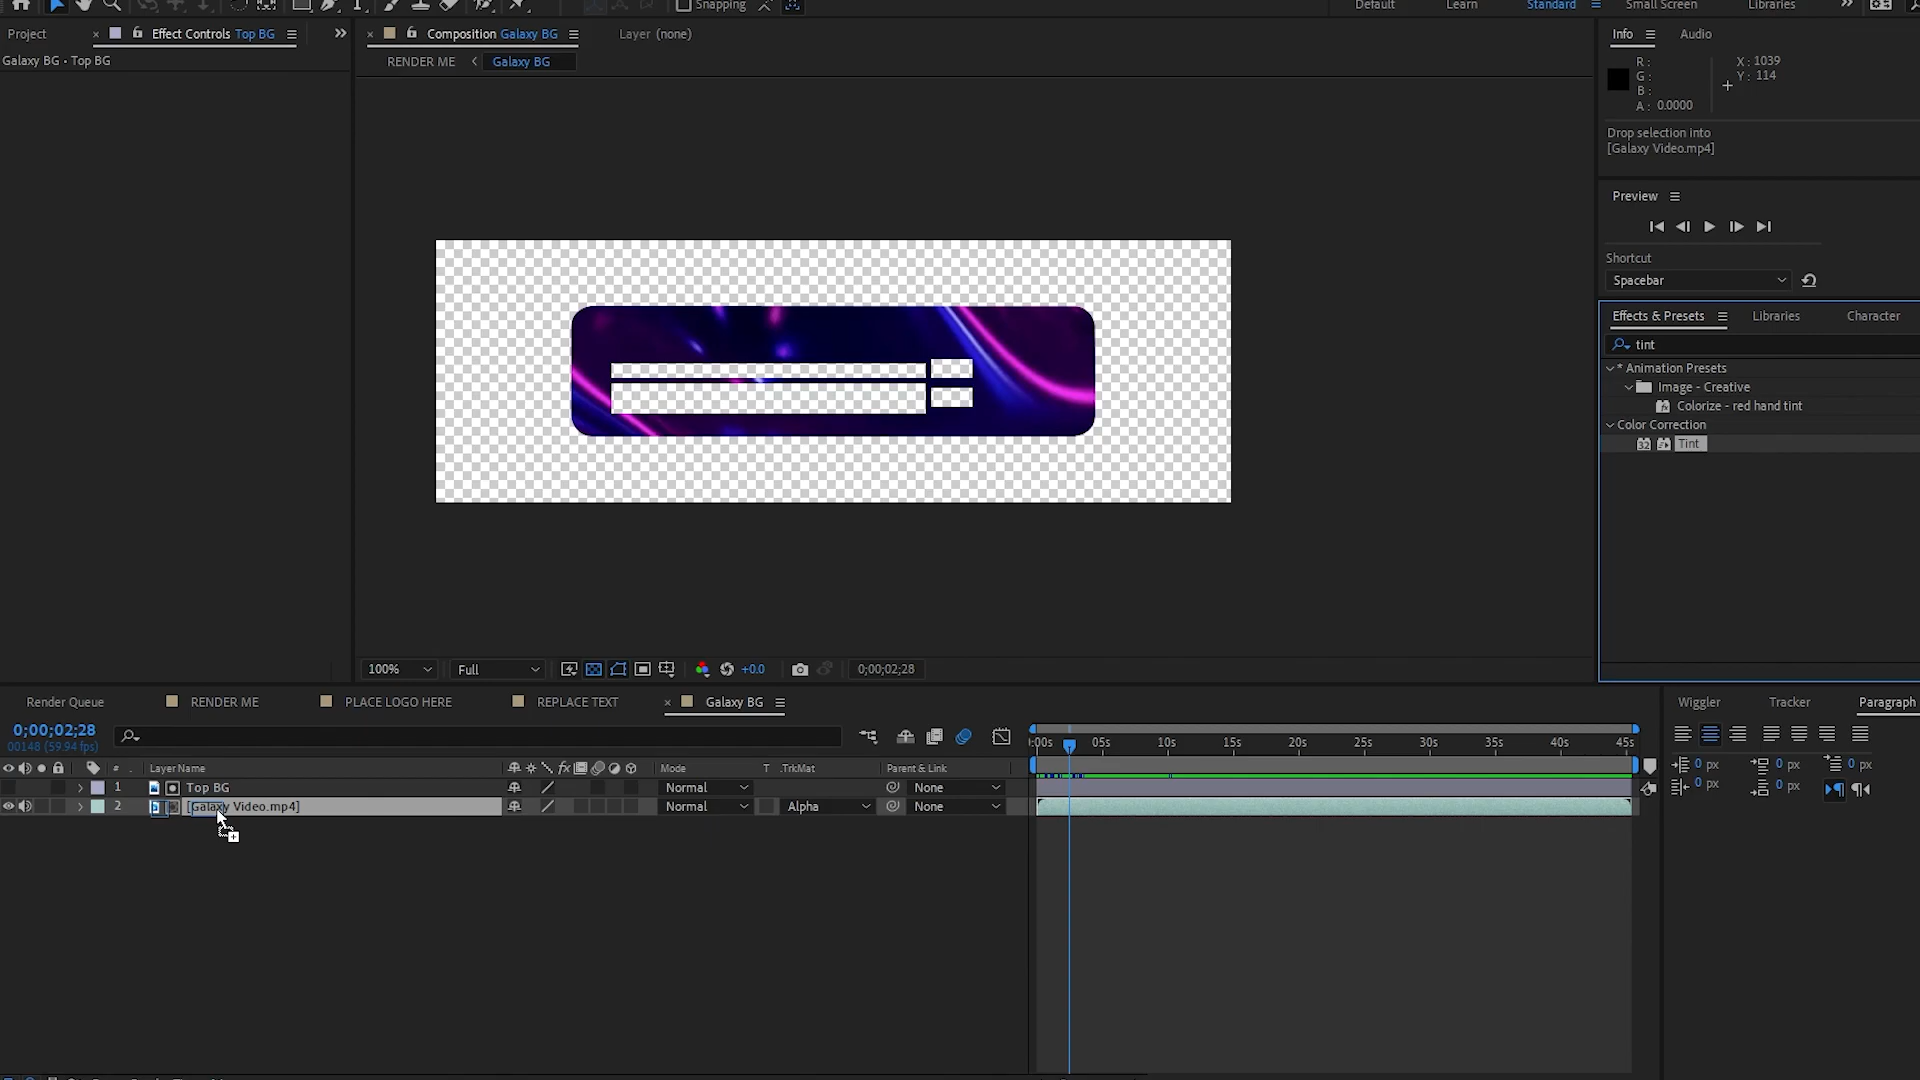 Snapping
Default
Learn
Standard
Small Screen
Libraries
Project
Effect Controls Top BG
Composition Galaxy BG
Layer (none)
Info
Audio
Galaxy BG • Top BG
RENDER ME
Galaxy BG
R :
G :
B :
A : 0.0000
X : 1039
Y : 114
Drop selection into
[Galaxy Video.mp4]
Preview
Shortcut
Spacebar
Effects & Presets
Libraries
Character
tint
* Animation Presets
Image - Creative
Colorize - red hand tint
Color Correction
32
Tint
100%
Full
+0.0
0;00;02;28
Render Queue
RENDER ME
PLACE LOGO HERE
REPLACE TEXT
Galaxy BG
Wiggler
Tracker
Paragraph
0;00;02;28
00148 (59.94 fps)
:00s
05s
10s
15s
20s
25s
30s
35s
40s
45s
#
Layer Name
fx
Mode
T
.TrkMat
Parent & Link
0 px
0 px
0 px
0 px
0 px
1
Top BG
Normal
None
2
[Galaxy Video.mp4]
Normal
Alpha
None